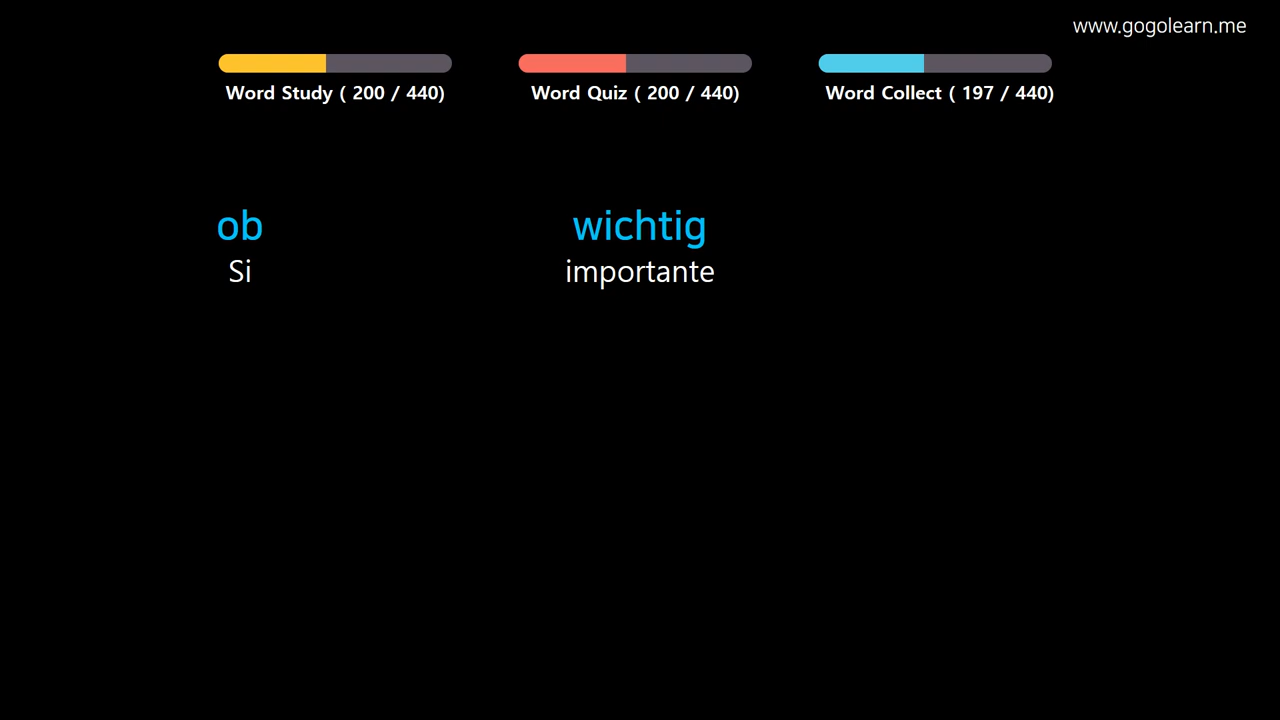 www.gogolearn.me
Word Study ( 200 / 440)
Word Quiz ( 200 / 440)
Word Collect ( 197 / 440)
ob
wichtig
Si
importante